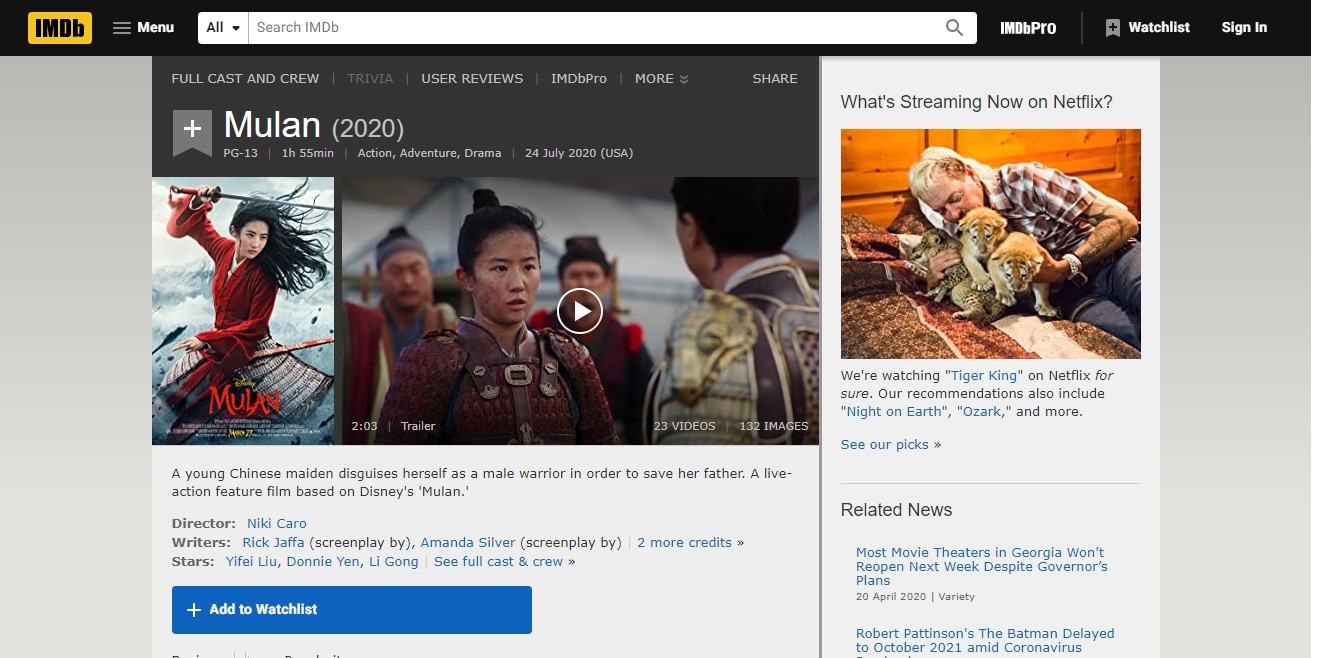 IMDb
Menu
All
Search IMDb
IMDbPro
Watchlist
Sign In
FULL CAST AND CREW | TRIVIA | USER REVIEWS | IMDbPro | MORE
SHARE
Mulan (2020)
PG-13 | 1h 55min | Action, Adventure, Drama | 24 July 2020 (USA)
Disney
MULAN
MARCH 27
2:03 | Trailer
23 VIDEOS | 132 IMAGES
A young Chinese maiden disguises herself as a male warrior in order to save her father. A live-
action feature film based on Disney's 'Mulan.'
Director: Niki Caro
Writers: Rick Jaffa (screenplay by), Amanda Silver (screenplay by) | 2 more credits »
Stars: Yifei Liu, Donnie Yen, Li Gong | See full cast & crew »
+ Add to Watchlist
What's Streaming Now on Netflix?
We're watching "Tiger King" on Netflix for
sure. Our recommendations also include
"Night on Earth", "Ozark," and more.
See our picks »
Related News
Most Movie Theaters in Georgia Won't
Reopen Next Week Despite Governor's
Plans
20 April 2020 | Variety
Robert Pattinson's The Batman Delayed
to October 2021 amid Coronavirus